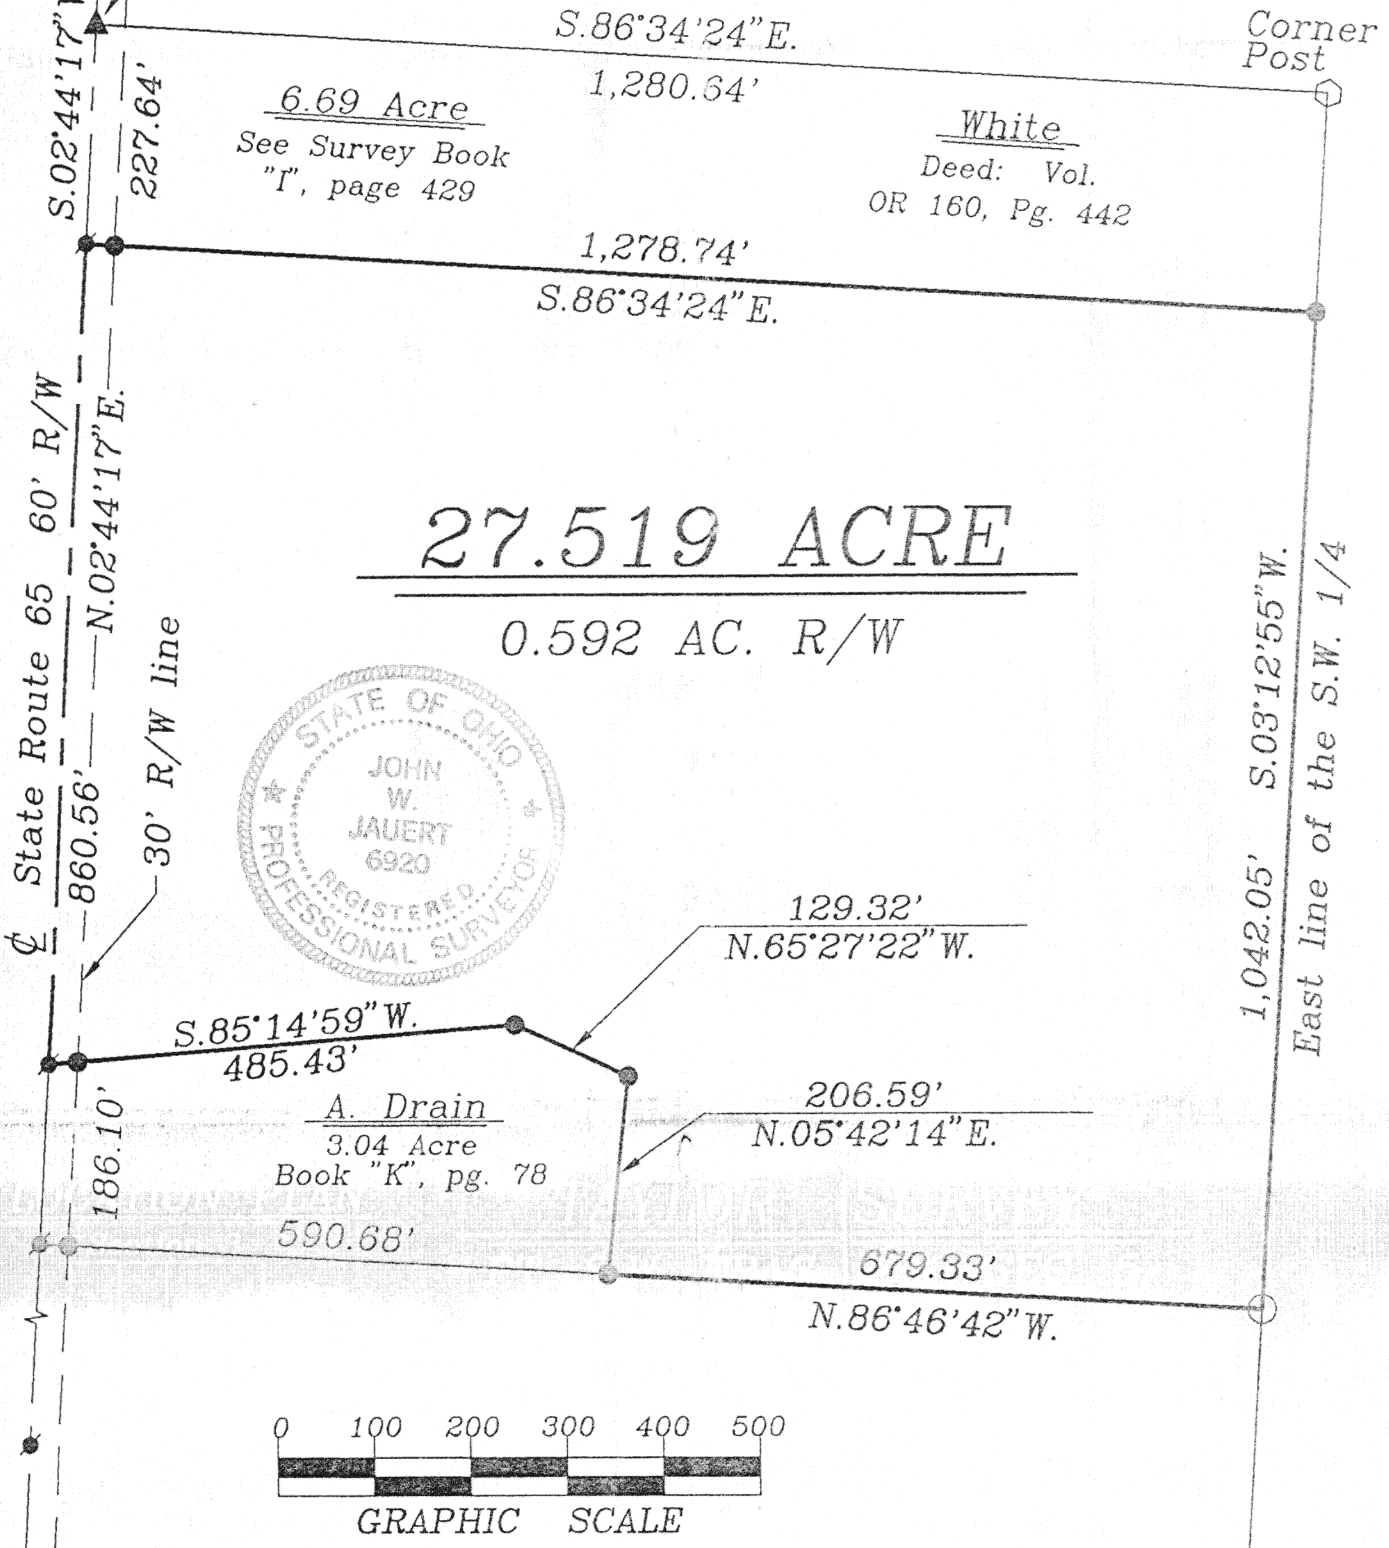 S.86°34'24"E.
1,280.64'
Corner
Post
S.02°44'17"
227.64'
6.69 Acre
See Survey Book
"I", page 429
White
Deed: Vol.
OR 160, Pg. 442
1,278.74'
S.86°34'24"E.
27.519 ACRE
0.592 AC. R/W
℄ State Route 65 60' R/W
N.02°44'17"E.
860.56'
30' R/W line
STATE OF OHIO
JOHN
W.
JAUERT
6920
REGISTERED
PROFESSIONAL SURVEYOR
1,042.05' S.03°12'55"W.
East line of the S.W. 1/4
129.32'
N.65°27'22"W.
S.85°14'59"W.
485.43'
A. Drain
3.04 Acre
Book "K", pg. 78
206.59'
N.05°42'14"E.
186.10'
590.68'
679.33'
N.86°46'42"W.
0 100 200 300 400 500
GRAPHIC SCALE